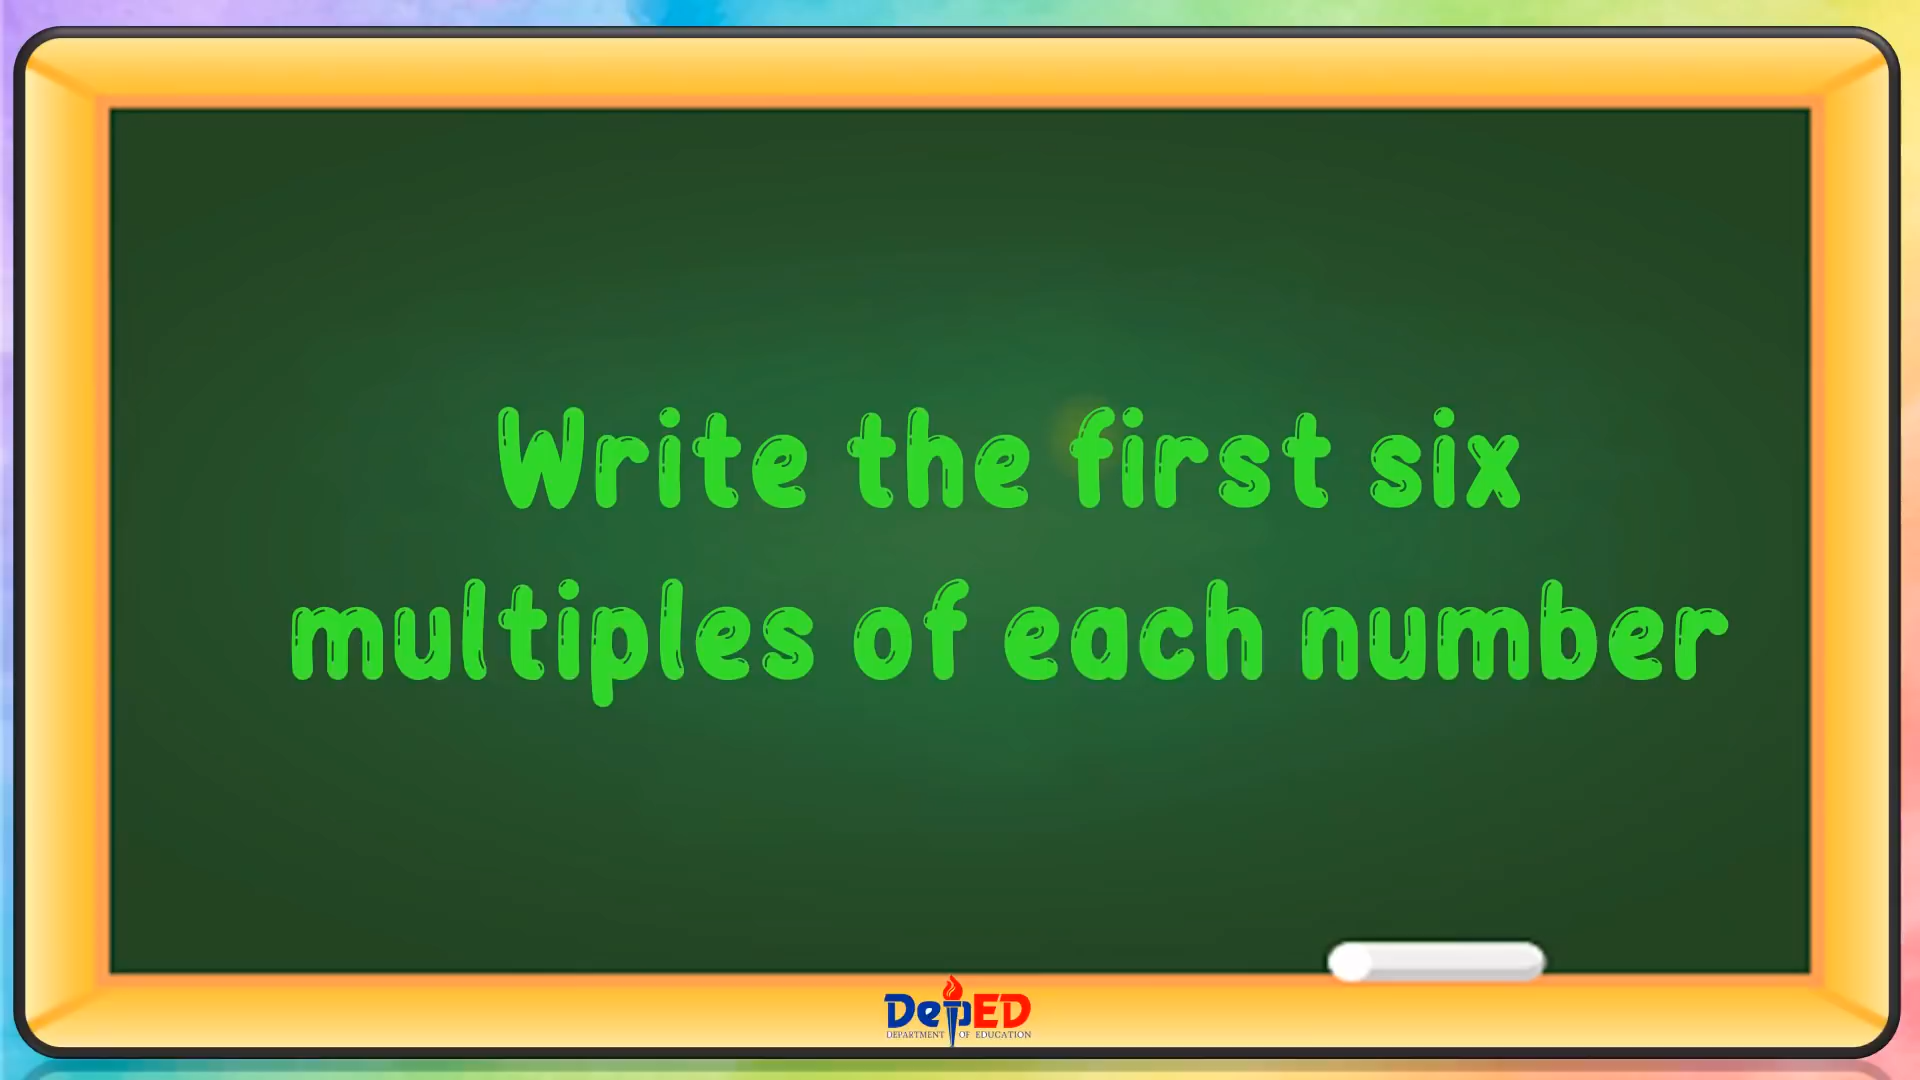 Write the first six
multiples of each number
DepED
DEPARTMENT OF EDUCATION